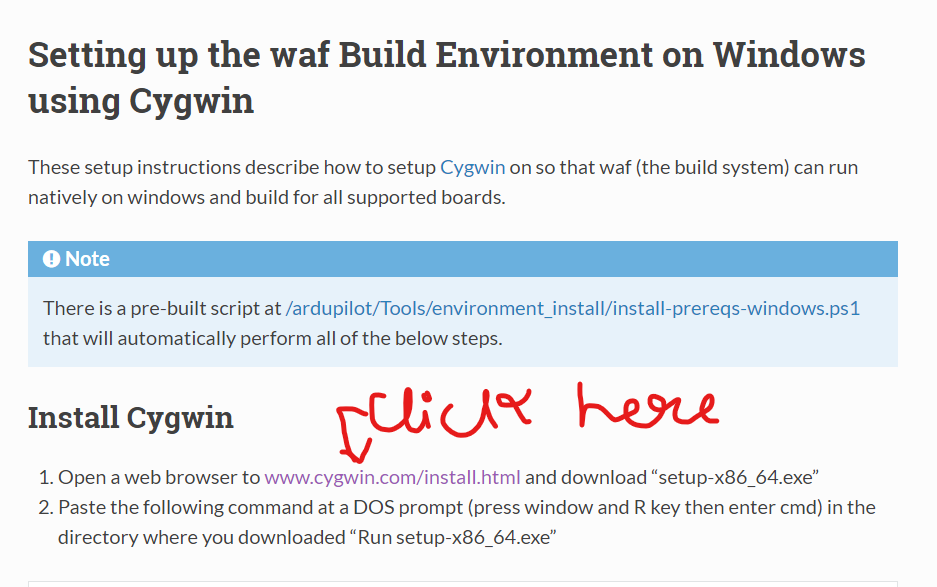 Setting up the waf Build Environment on Windows
using Cygwin
These setup instructions describe how to setup Cygwin on so that waf (the build system) can run
natively on windows and build for all supported boards.
Note
There is a pre-built script at /ardupilot/Tools/environment_install/install-prereqs-windows.ps1
that will automatically perform all of the below steps.
Click here
Install Cygwin
1. Open a web browser to www.cygwin.com/install.html and download “setup-x86_64.exe”
2. Paste the following command at a DOS prompt (press window and R key then enter cmd) in the
directory where you downloaded “Run setup-x86_64.exe”